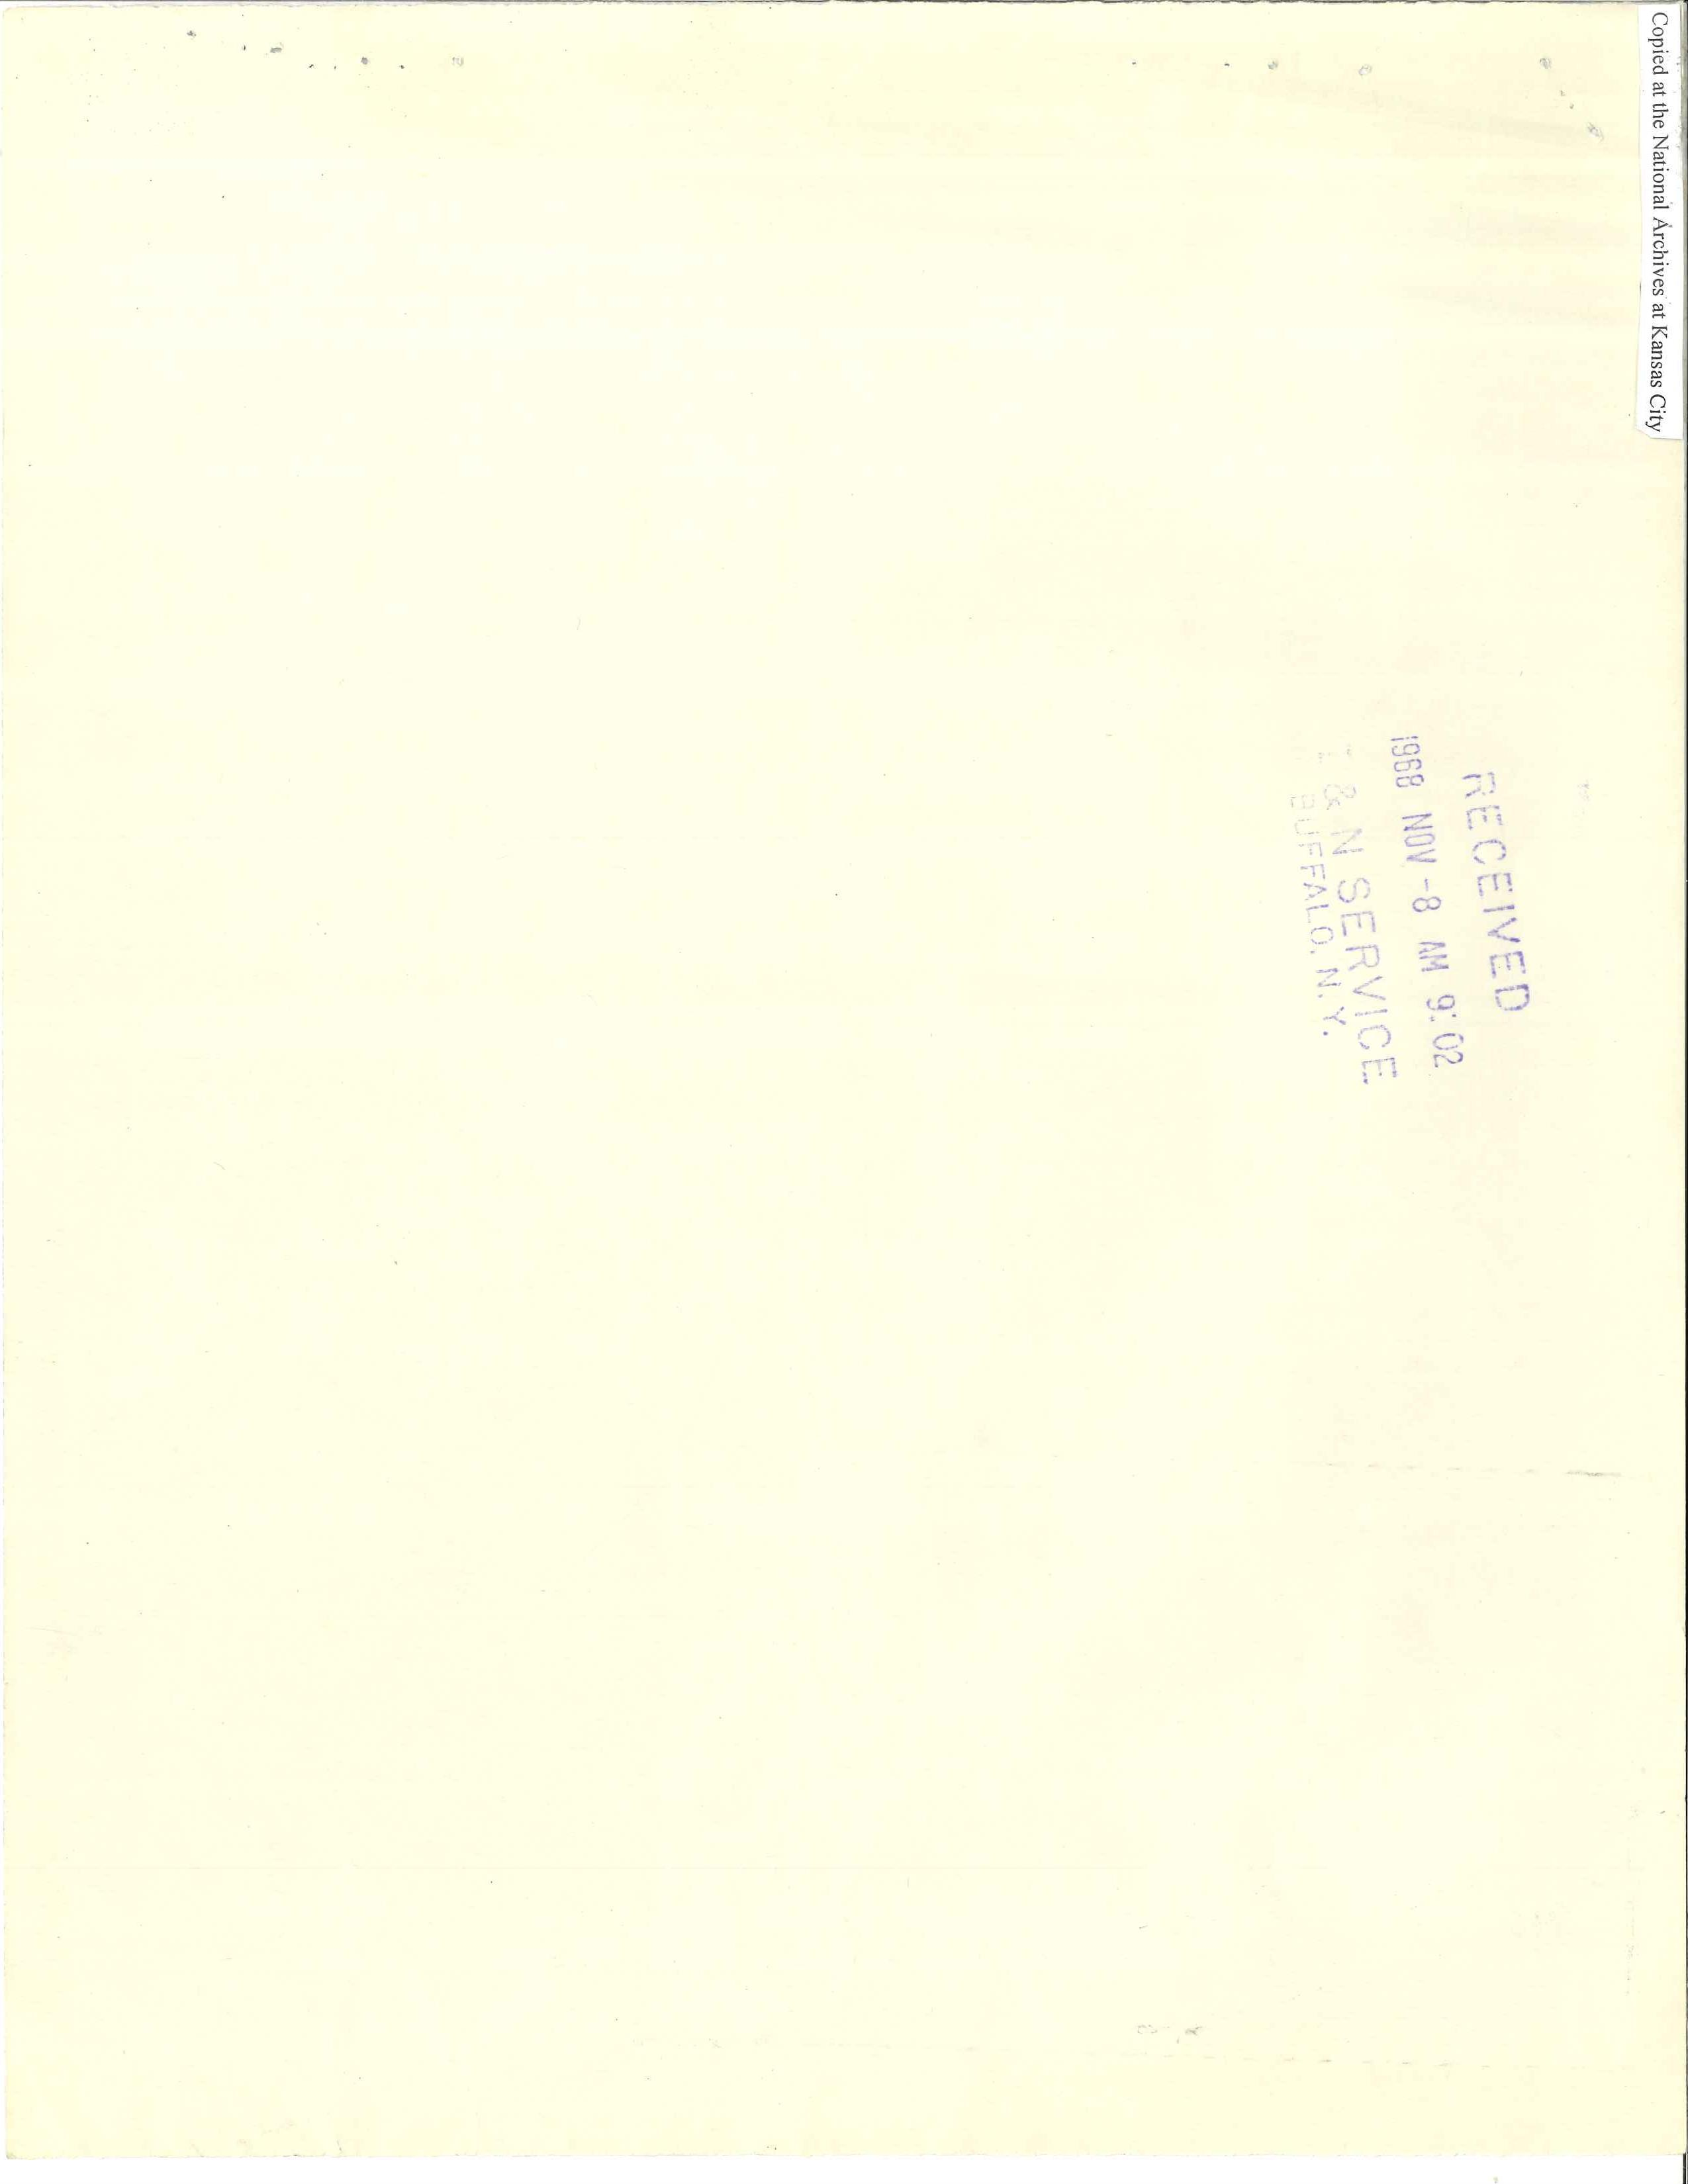 Copied at the National Archives at Kansas City
RECEIVED
1968 NOV -8 AM 9:02
I & N SERVICE
BUFFALO, N.Y.